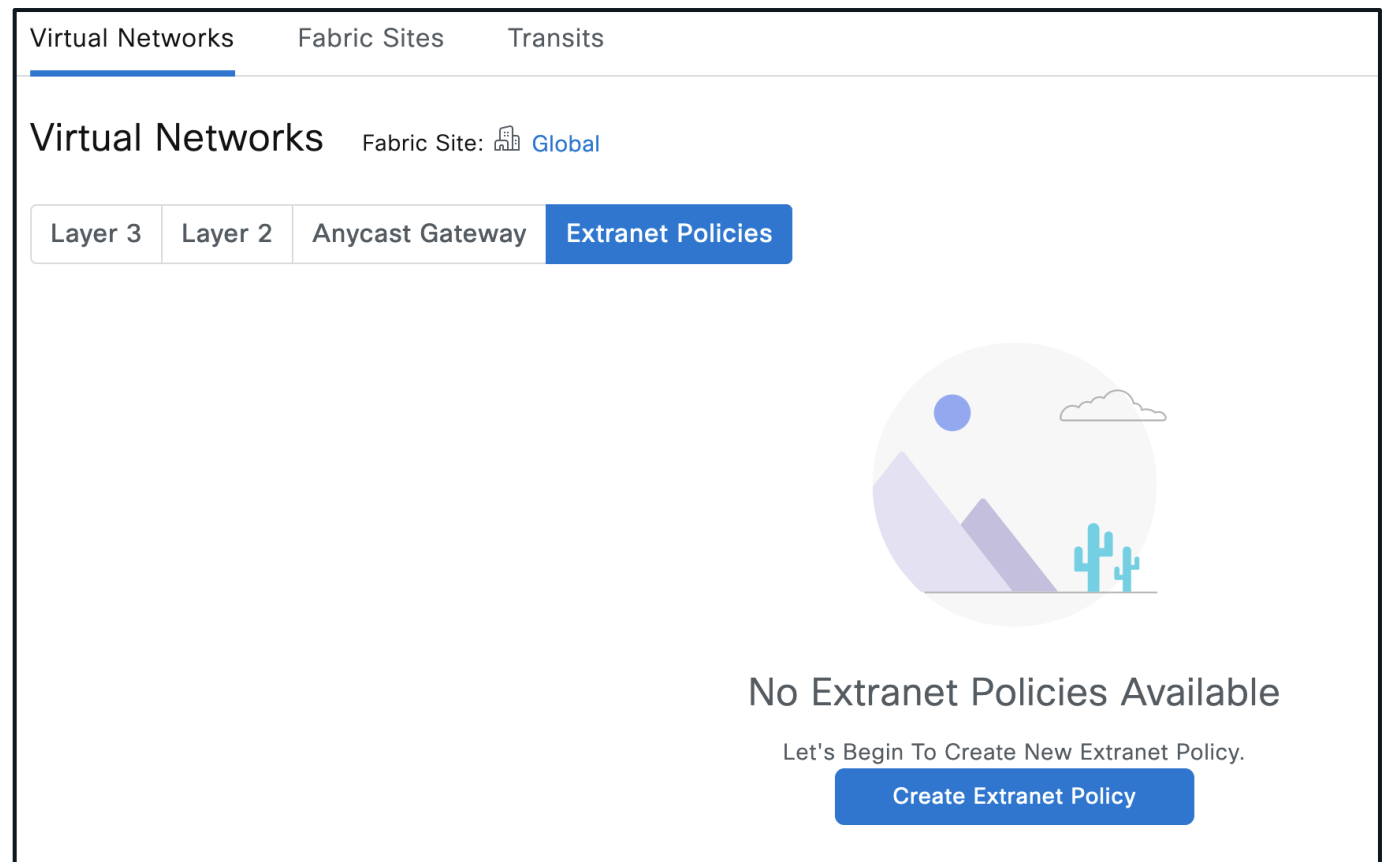 Virtual Networks Fabric Sites Transits
Virtual Networks Fabric Site: Global
Layer 3 Layer 2 Anycast Gateway Extranet Policies
No Extranet Policies Available
Let's Begin To Create New Extranet Policy.
Create Extranet Policy